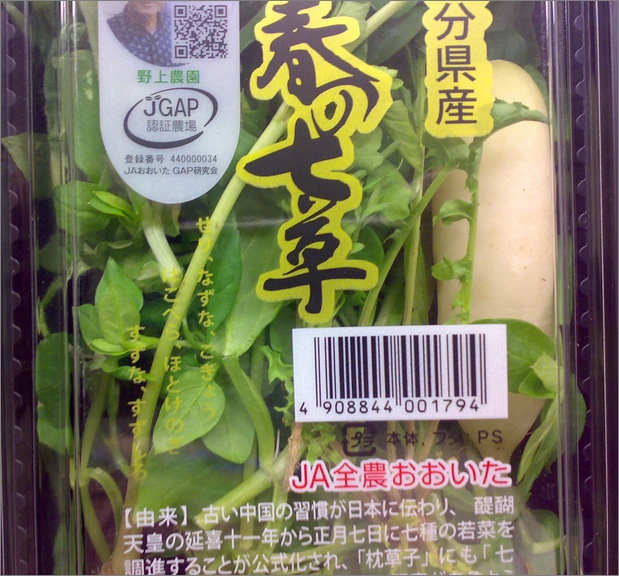 野上農園
JGAP
認証農場
登録番号 440000034
JAおおいた GAP研究会
春の七草
分県産
せり、なずな、ごぎょう
はこべら、ほとけのざ
すずな、すずしろ
4 908844 001794
プラ 本体, フタ: PS
JA全農おおいた
【由来】 古い中国の習慣が日本に伝わり、 醍醐
天皇の延喜十一年から正月七日に七種の若菜を
調進することが公式化され、「枕草子」にも「七